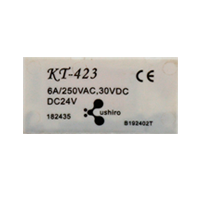 KT-423
CE
6A/250VAC,30VDC
DC24V
ushiro
182435
B192402T